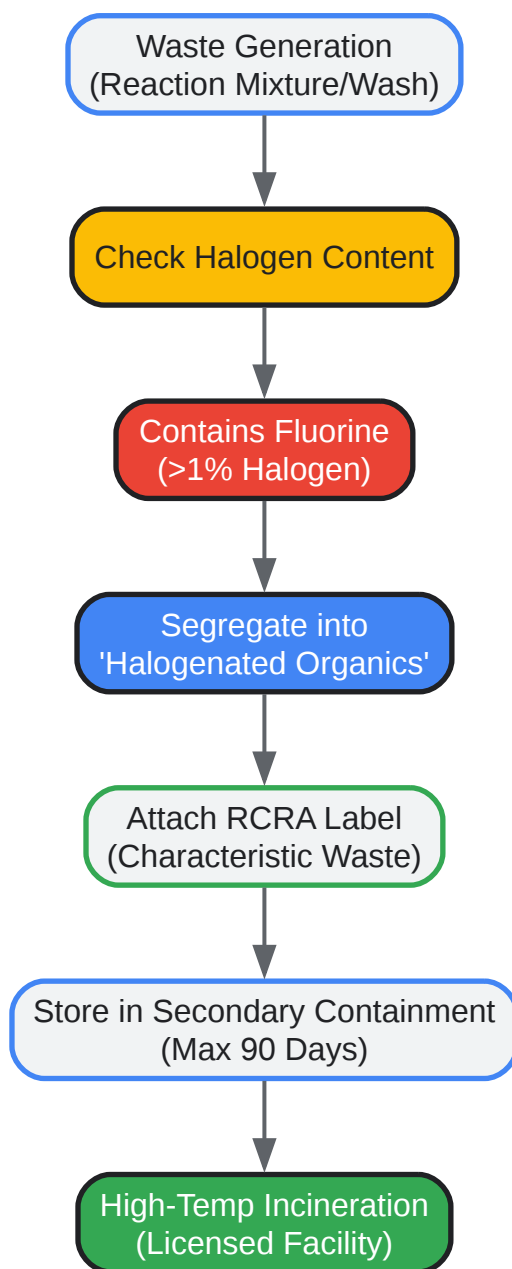 Waste Generation
(Reaction Mixture/Wash)
Check Halogen Content
Contains Fluorine
(>1% Halogen)
Segregate into
'Halogenated Organics'
Attach RCRA Label
(Characteristic Waste)
Store in Secondary Containment
(Max 90 Days)
High-Temp Incineration
(Licensed Facility)